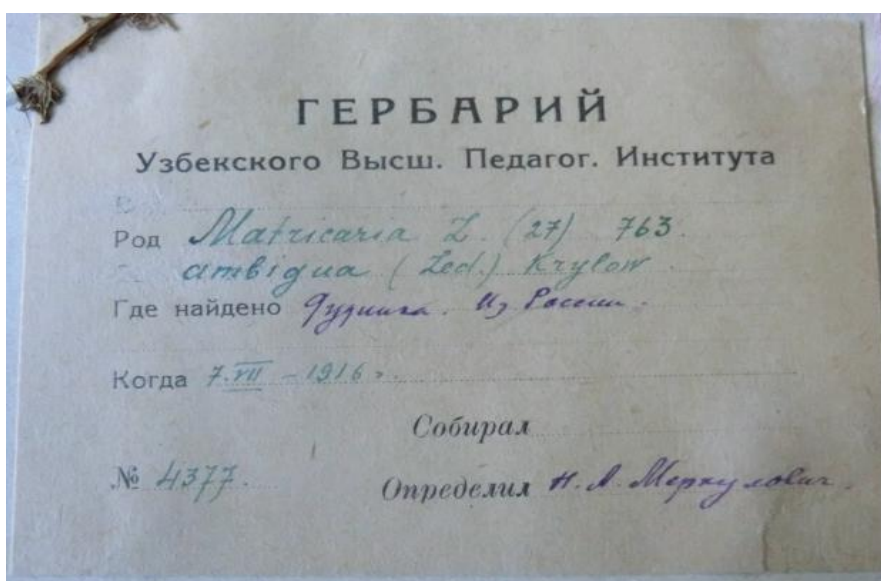 ГЕРБАРИЙ
Узбекского Высш. Педагог. Института
Род Matricaria L. (27) 763.
ambigua (Led.) Krylow
Где найдено Дудинка. Из России.
Когда 7.VII - 1916 г.
Собирал
№ 4377.
Определил Н. А. Меркулович.